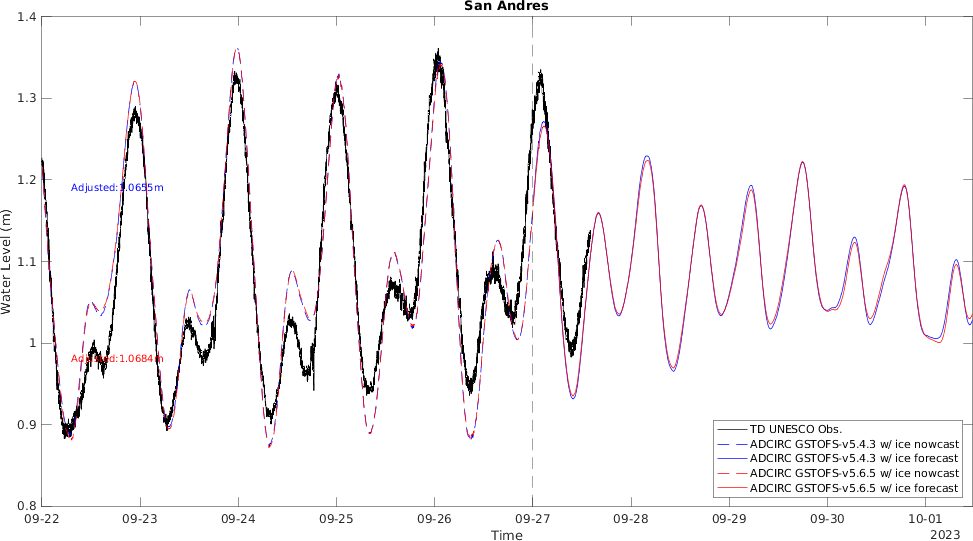 San Andres
1.4
1.3
1.2
1.1
1
0.9
0.8
Water Level (m)
Adjusted:1.0655m
Adjusted:1.0684m
TD UNESCO Obs.
ADCIRC GSTOFS-v5.4.3 w/ ice nowcast
ADCIRC GSTOFS-v5.4.3 w/ ice forecast
ADCIRC GSTOFS-v5.6.5 w/ ice nowcast
ADCIRC GSTOFS-v5.6.5 w/ ice forecast
09-22 09-23 09-24 09-25 09-26 09-27 09-28 09-29 09-30 10-01
Time
2023